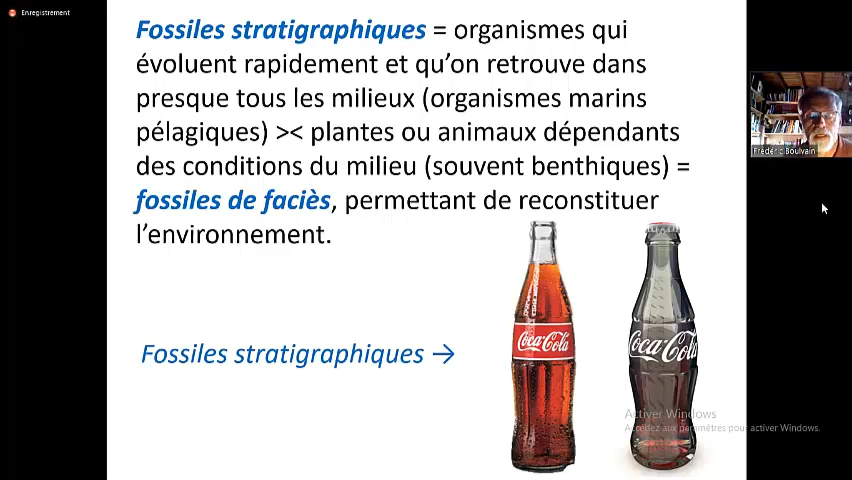 Enregistrement
Fossiles stratigraphiques = organismes qui
évoluent rapidement et qu’on retrouve dans
presque tous les milieux (organismes marins
pélagiques) >< plantes ou animaux dépendants
des conditions du milieu (souvent benthiques) =
fossiles de faciès, permettant de reconstituer
l’environnement.
Frédéric Boulvain
Fossiles stratigraphiques →
Coca-Cola
Coca-Cola
Activer Windows
Accédez aux paramètres pour activer Windows.